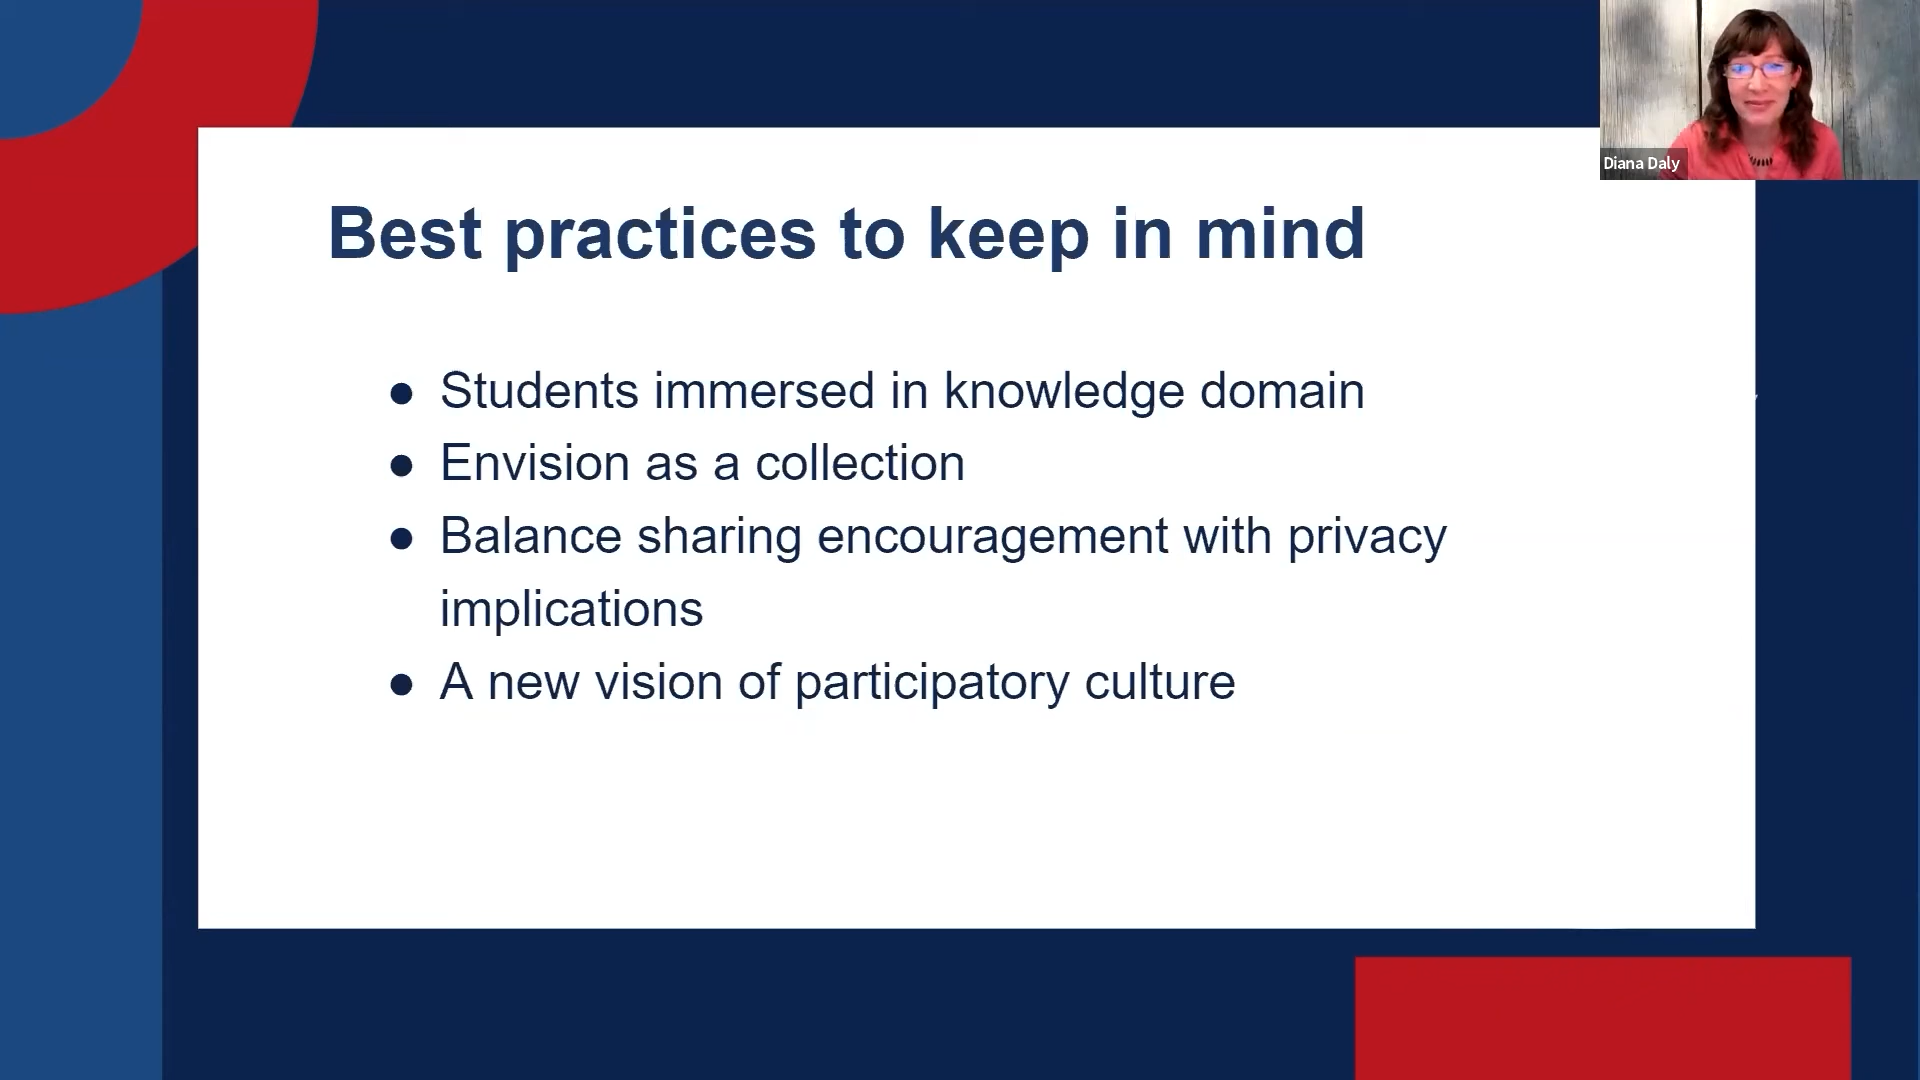 Diana Daly
Best practices to keep in mind
● Students immersed in knowledge domain
● Envision as a collection
● Balance sharing encouragement with privacy
implications
● A new vision of participatory culture